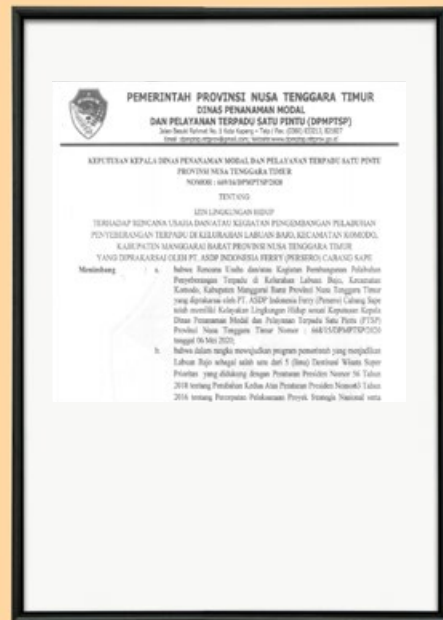 PEMERINTAH PROVINSI NUSA TENGGARA TIMUR
DINAS PENANAMAN MODAL
DAN PELAYANAN TERPADU SATU PINTU (DPMPTSP)
KEPUTUSAN KEPALA DINAS PENANAMAN MODAL DAN PELAYANAN TERPADU SATU PINTU
PROVINSI NUSA TENGGARA TIMUR
TENTANG
IZIN LINGKUNGAN HIDUP
TERHADAP RENCANA USAHA DAN/ATAU KEGIATAN PENGEMBANGAN PELABUHAN
PENYEBERANGAN TERPADU DI KELURAHAN LABUAN BAJO, KECAMATAN KOMODO,
KABUPATEN MANGGARAI BARAT PROVINSI NUSA TENGGARA TIMUR
YANG DIPRAKARSAI OLEH PT. ASDP INDONESIA FERRY (PERSERO) CABANG SAPE
Menimbang : a. bahwa Rencana Usaha dan/atau Kegiatan Pembangunan Pelabuhan
Penyeberangan Terpadu di Kelurahan Labuan Bajo, Kecamatan
Komodo, Kabupaten Manggarai Barat Provinsi Nusa Tenggara Timur
yang diprakarsai oleh PT. ASDP Indonesia Ferry (Persero) Cabang Sape
telah memiliki Kelayakan Lingkungan Hidup sesuai Keputusan Kepala
Dinas Penanaman Modal dan Pelayanan Terpadu Satu Pintu (PTSP)
Provinsi Nusa Tenggara Timur Nomor :
tanggal 06 Mei 2020;
b. bahwa dalam rangka mewujudkan program pemerintah yang menjadikan
Labuan Bajo sebagai salah satu dari 5 (lima) Destinasi Wisata Super
Prioritas yang didukung dengan Peraturan Presiden Nomor 56 Tahun
2018 tentang Perubahan Kedua Atas Peraturan Presiden Nomor 3 Tahun
2016 tentang Percepatan Pelaksanaan Proyek Strategis Nasional serta